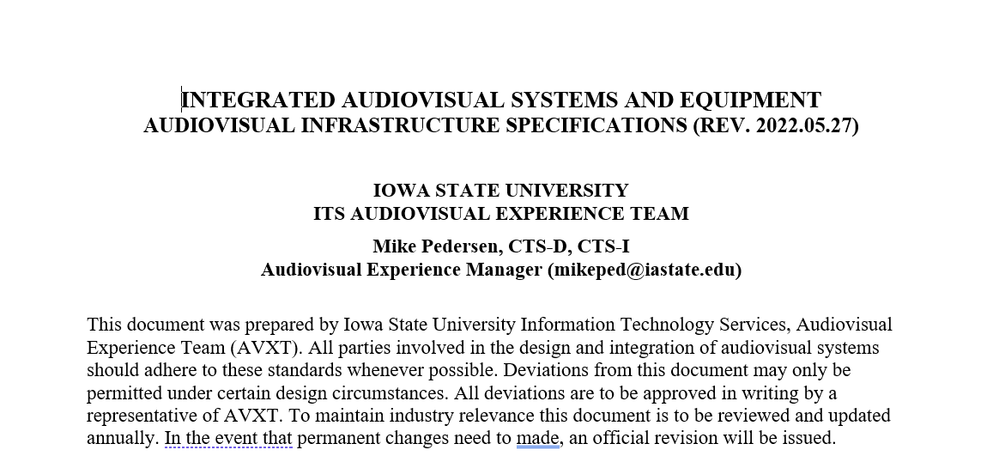 INTEGRATED AUDIOVISUAL SYSTEMS AND EQUIPMENT
AUDIOVISUAL INFRASTRUCTURE SPECIFICATIONS (REV. 2022.05.27)
IOWA STATE UNIVERSITY
ITS AUDIOVISUAL EXPERIENCE TEAM
Mike Pedersen, CTS-D, CTS-I
Audiovisual Experience Manager (mikeped@iastate.edu)
This document was prepared by Iowa State University Information Technology Services, Audiovisual
Experience Team (AVXT). All parties involved in the design and integration of audiovisual systems
should adhere to these standards whenever possible. Deviations from this document may only be
permitted under certain design circumstances. All deviations are to be approved in writing by a
representative of AVXT. To maintain industry relevance this document is to be reviewed and updated
annually. In the event that permanent changes need to made, an official revision will be issued.